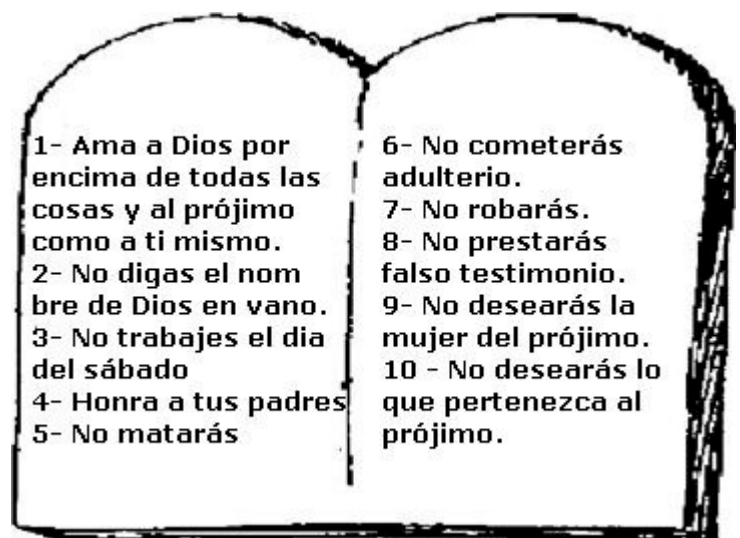 1- Ama a Dios por
encima de todas las
cosas y al prójimo
como a ti mismo.
2- No digas el nom
bre de Dios en vano.
3- No trabajes el dia
del sábado
4- Honra a tus padres
5- No matarás
6- No cometerás
adulterio.
7- No robarás.
8- No prestarás
falso testimonio.
9- No desearás la
mujer del prójimo.
10 - No desearás lo
que pertenezca al
prójimo.